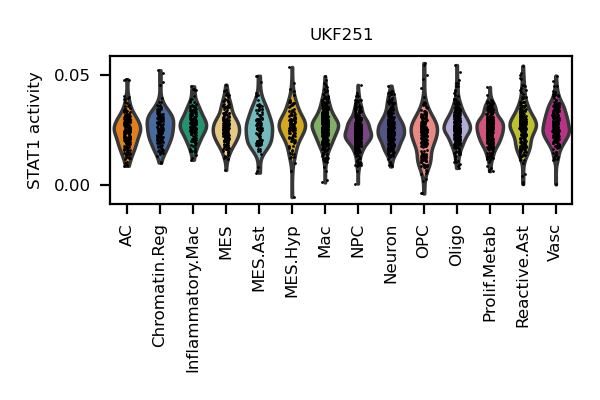 UKF251
STAT1 activity
0.05
0.00
AC
Chromatin.Reg
Inflammatory.Mac
MES
MES.Ast
MES.Hyp
Mac
NPC
Neuron
OPC
Oligo
Prolif.Metab
Reactive.Ast
Vasc